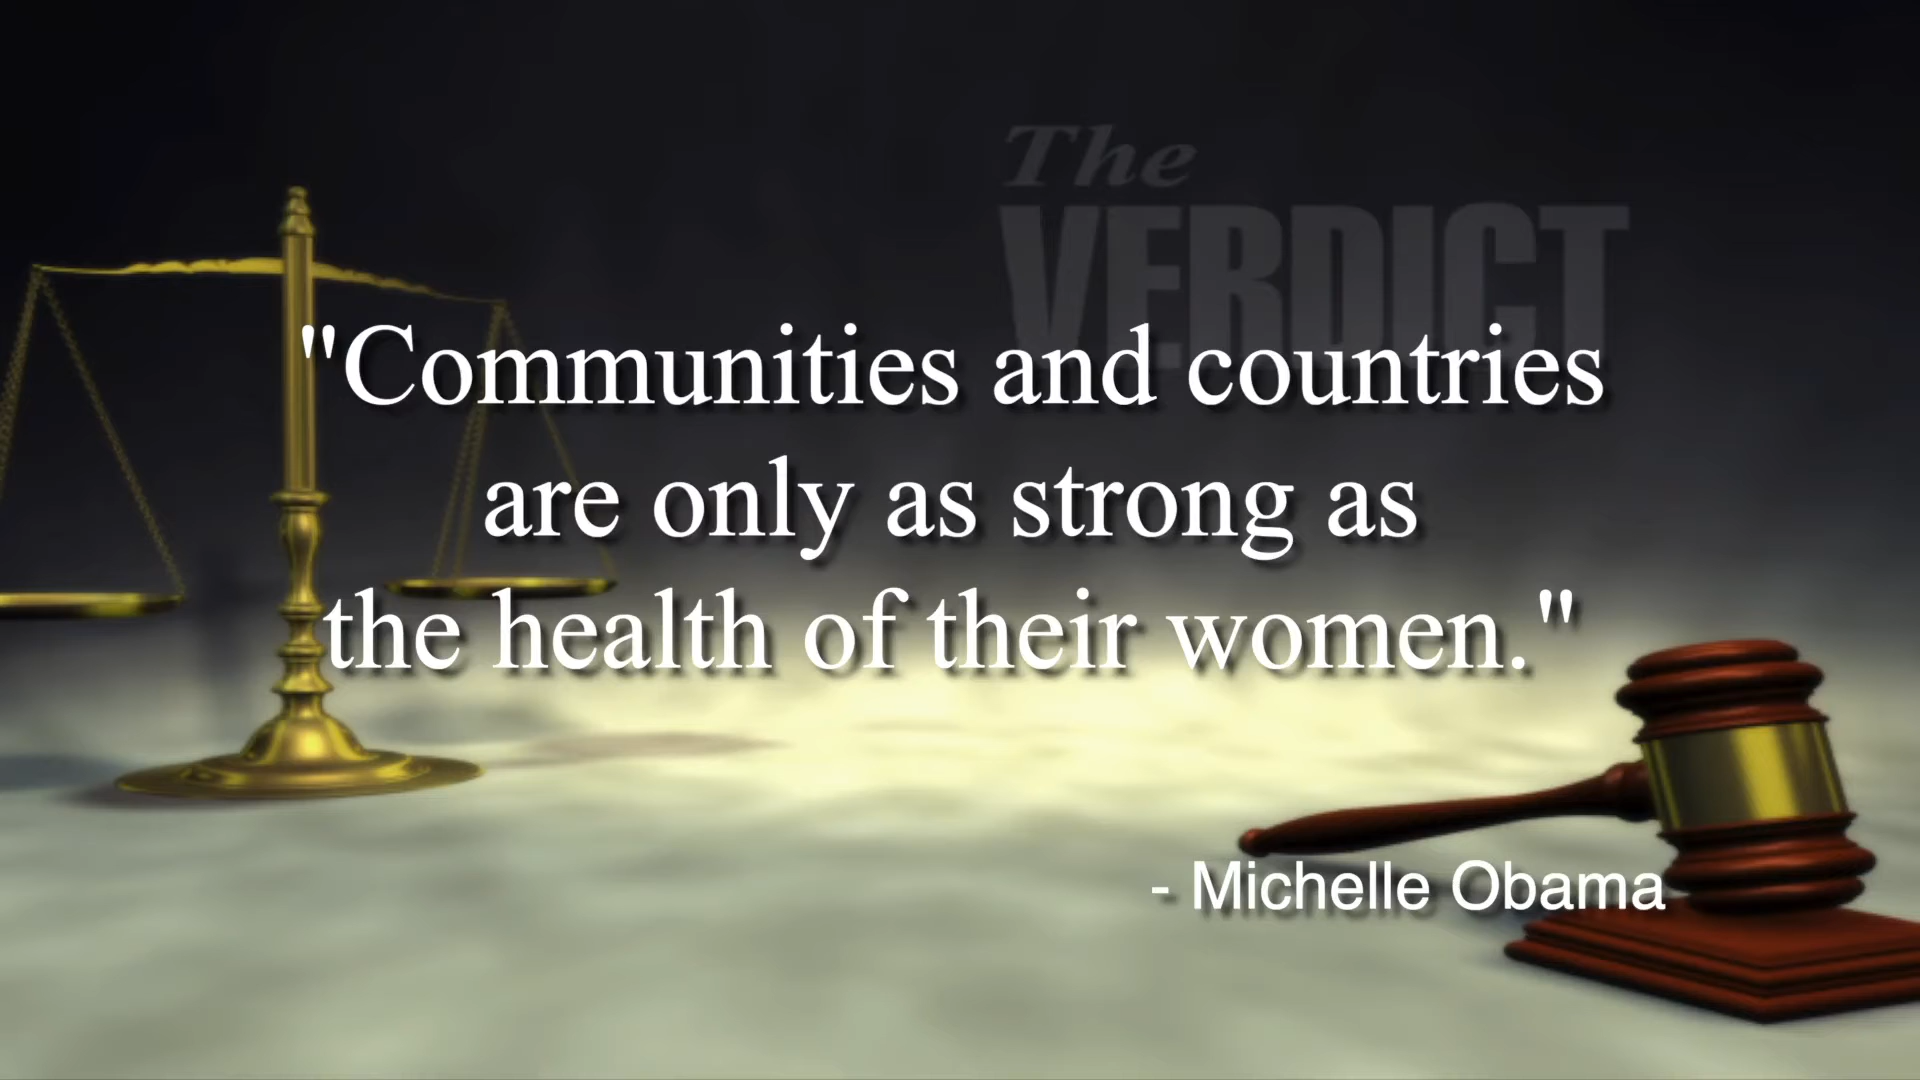 The
VERDICT
"Communities and countries
are only as strong as
the health of their women."
- Michelle Obama